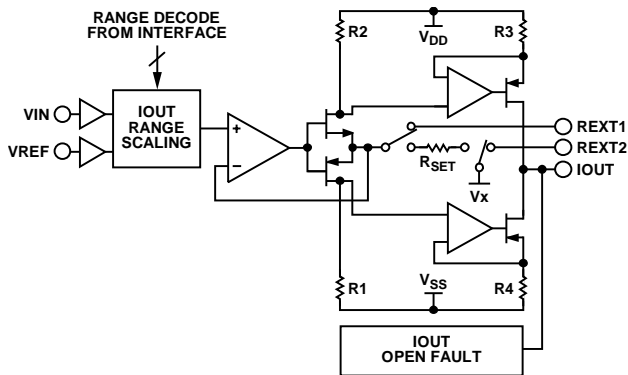 RANGE DECODE
FROM INTERFACE
R2
VDD
R3
VIN
VREF
IOUT
RANGE
SCALING
+
−
REXT1
REXT2
RSET
IOUT
Vx
R1
VSS
R4
IOUT
OPEN FAULT